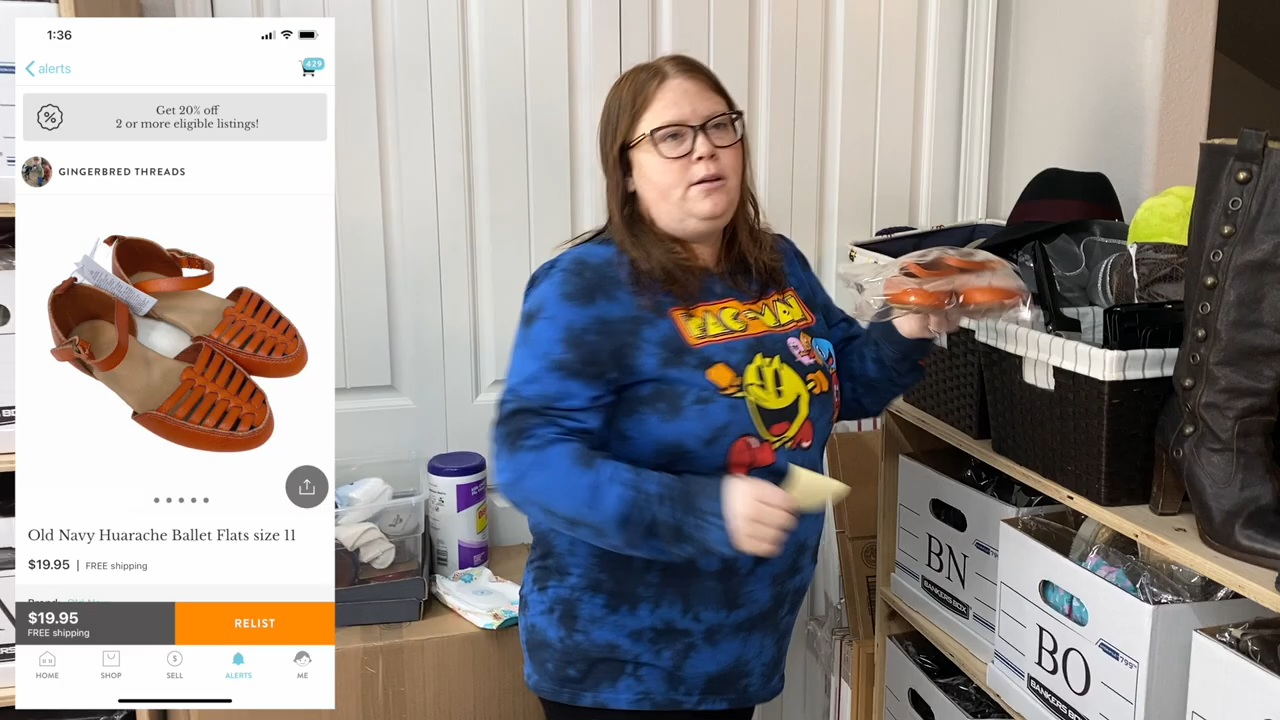 1:36
alerts
429
Get 20% off
2 or more eligible listings!
GINGERBRED THREADS
Old Navy Huarache Ballet Flats size 11
$19.95 | FREE shipping
$19.95
FREE shipping
RELIST
HOME
SHOP
SELL
ALERTS
ME
PAC-MAN
BN
BANKERS BOX
BO
BANKERS BOX
799